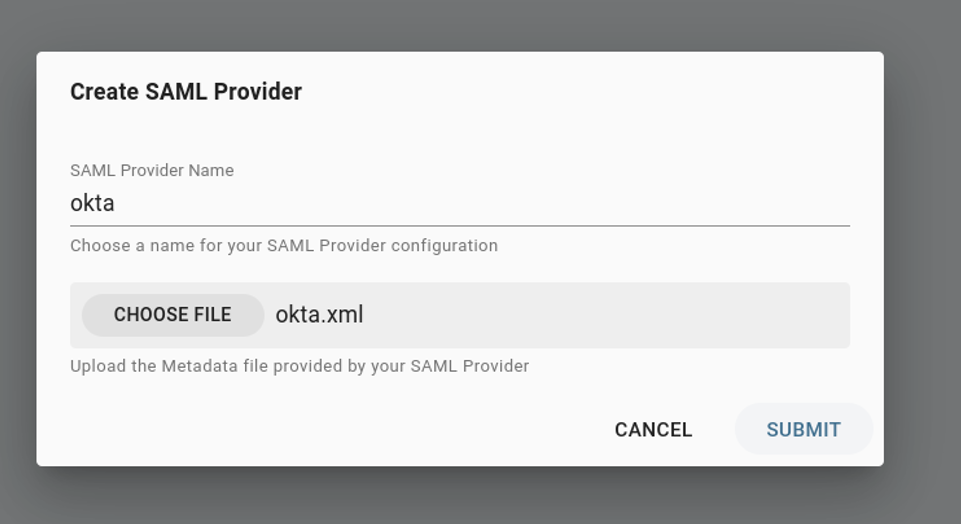 Create SAML Provider
SAML Provider Name
okta
Choose a name for your SAML Provider configuration
CHOOSE FILE okta.xml
Upload the Metadata file provided by your SAML Provider
CANCEL SUBMIT